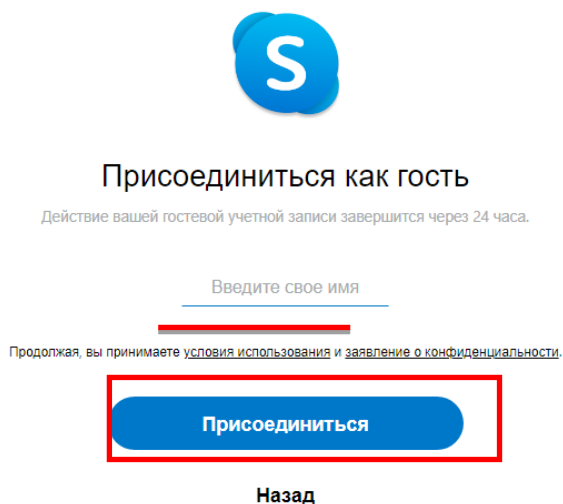 S
Присоединиться как гость
Действие вашей гостевой учетной записи завершится через 24 часа.
Введите свое имя
Продолжая, вы принимаете условия использования и заявление о конфиденциальности.
Присоединиться
Назад